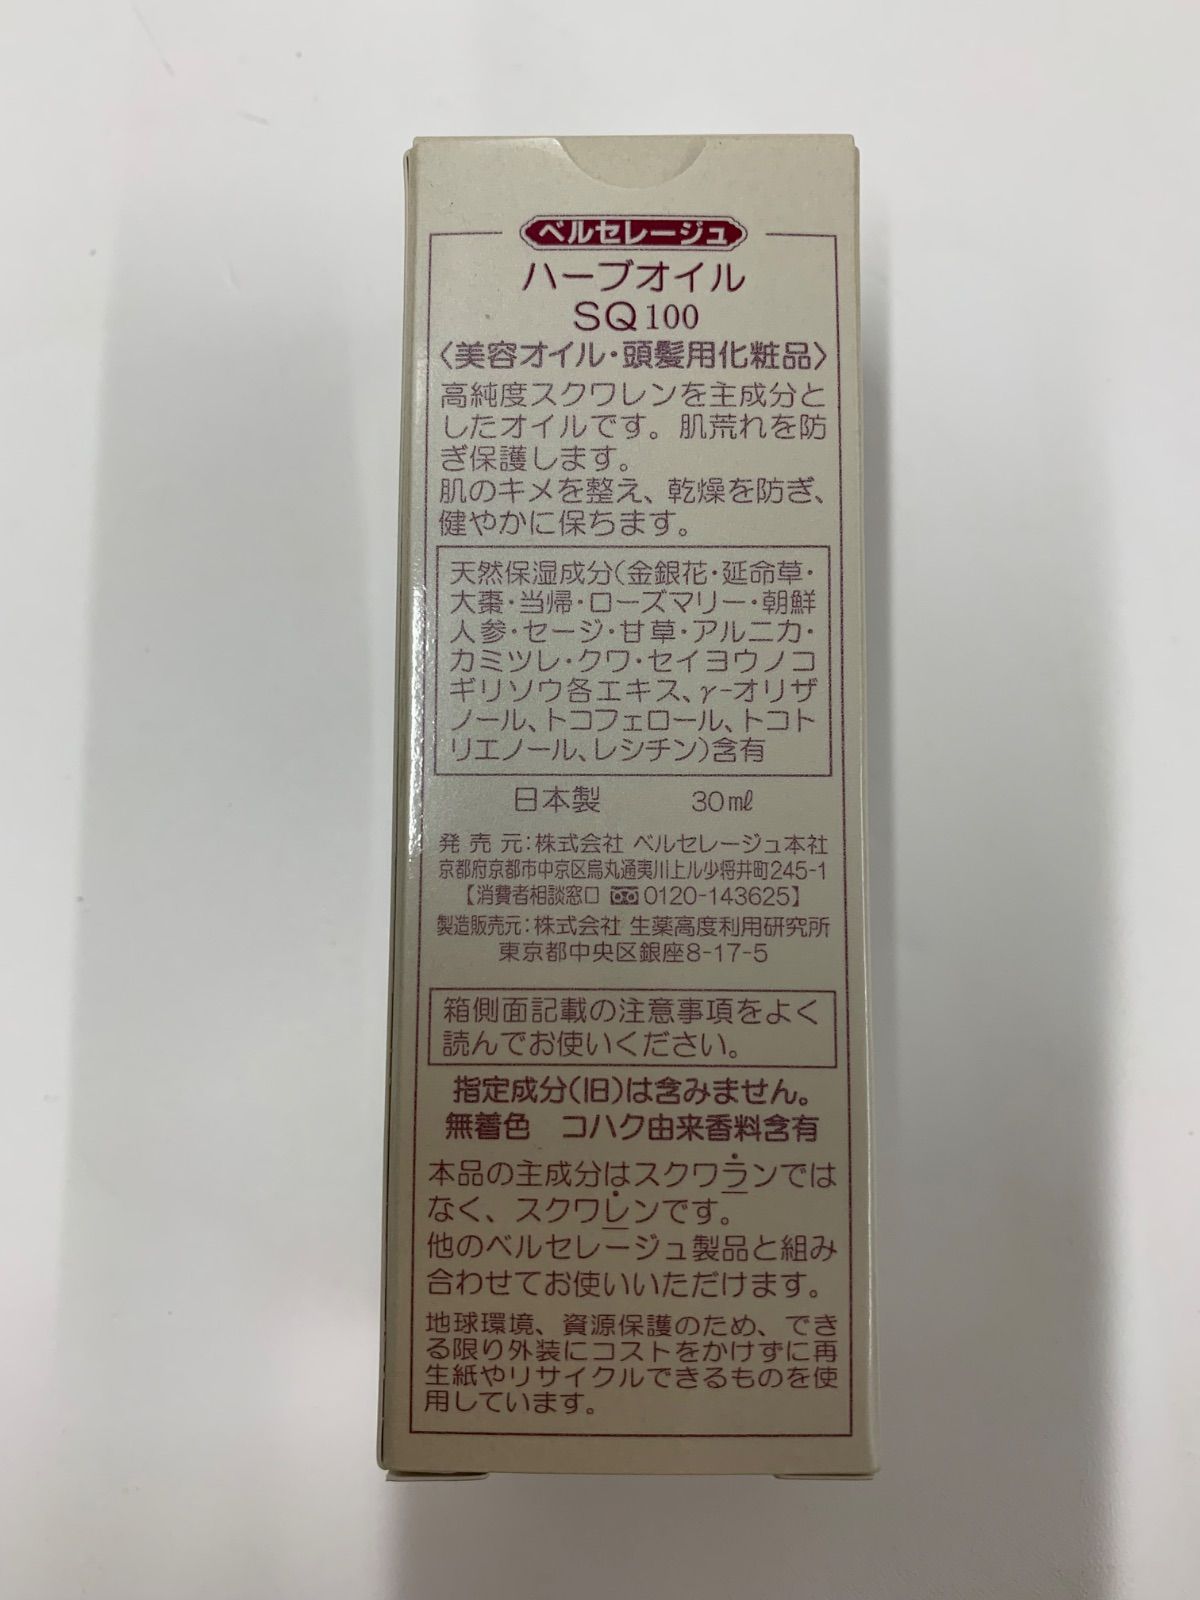 ベルセレージュ
ハーブオイル
SQ100
〈美容オイル・頭髪用化粧品〉
高純度スクワレンを主成分と
したオイルです。肌荒れを防
ぎ保護します。
肌のキメを整え、乾燥を防ぎ、
健やかに保ちます。
天然保湿成分(金銀花・延命草・
大棗・当帰・ローズマリー・朝鮮
人参・セージ・甘草・アルニカ・
カミツレ・クワ・セイヨウノコ
ギリソウ各エキス、γ-オリザ
ノール、トコフェロール、トコト
リエノール、レシチン)含有
日本製 30㎖
発売元:株式会社 ベルセレージュ本社
京都府京都市中京区烏丸通夷川上ル少将井町245-1
【消費者相談窓口 0120-143625】
製造販売元:株式会社 生薬高度利用研究所
東京都中央区銀座8-17-5
箱側面記載の注意事項をよく
読んでお使いください。
指定成分(旧)は含みません。
無着色 コハク由来香料含有
本品の主成分はスクワランでは
なく、スクワレンです。
他のベルセレージュ製品と組み
合わせてお使いいただけます。
地球環境、資源保護のため、でき
る限り外装にコストをかけずに再
生紙やリサイクルできるものを使
用しています。